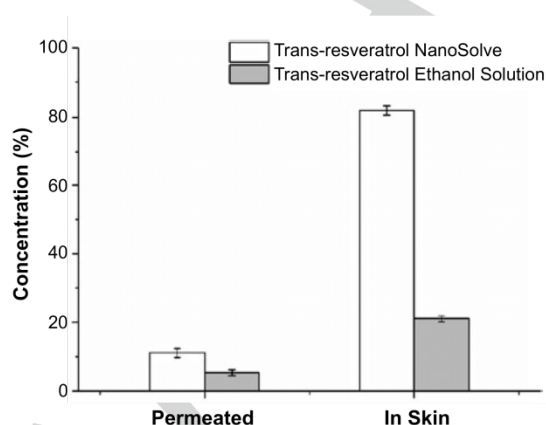 100
80
60
40
20
0
Concentration (%)
Trans-resveratrol NanoSolve
Trans-resveratrol Ethanol Solution
Permeated
In Skin